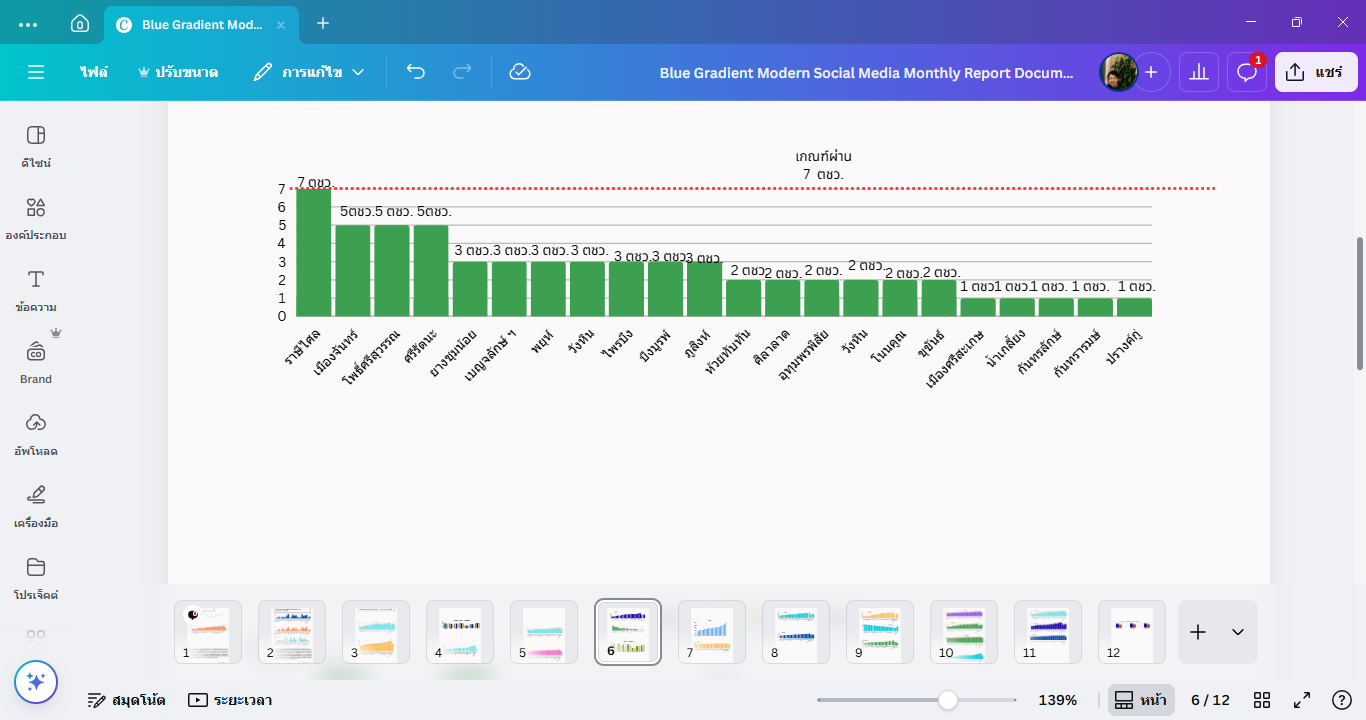 Blue Gradient Mod...
ไฟล์
ปรับขนาด
การแก้ไข
Blue Gradient Modern Social Media Monthly Report Docum...
1
แชร์
ดีไซน์
องค์ประกอบ
ข้อความ
Brand
อัพโหลด
เครื่องมือ
โปรเจ็คต์
เกณฑ์ผ่าน
7 ตชว.
7
6
5
4
3
2
1
0
7 ตชว.
5ตชว.
5 ตชว.
5ตชว.
3 ตชว.
3 ตชว.
3 ตชว.
3 ตชว.
3 ตชว.
3 ตชว.
3 ตชว.
2 ตชว.
2 ตชว.
2 ตชว.
2 ตชว.
2 ตชว.
2 ตชว.
1 ตชว.
1 ตชว.
1 ตชว.
1 ตชว.
1 ตชว.
ราษีไศล
เมืองจันทร์
โพธิ์ศรีสุวรรณ
ศรีรัตนะ
ยางชุมน้อย
เบญจลักษ์ ฯ
พยุห์
วังหิน
ไพรบึง
บึงบูรพ์
ภูสิงห์
ห้วยทับทัน
ศิลาลาด
อุทุมพรพิสัย
วังหิน
โนนคูณ
ขุขันธ์
เมืองศรีสะเกษ
น้ำเกลี้ยง
กันทรลักษ์
กันทรารมษ์
ปรางค์กู่
1
2
3
4
5
6
7
8
9
10
11
12
สมุดโน้ต
ระยะเวลา
139%
หน้า
6 / 12